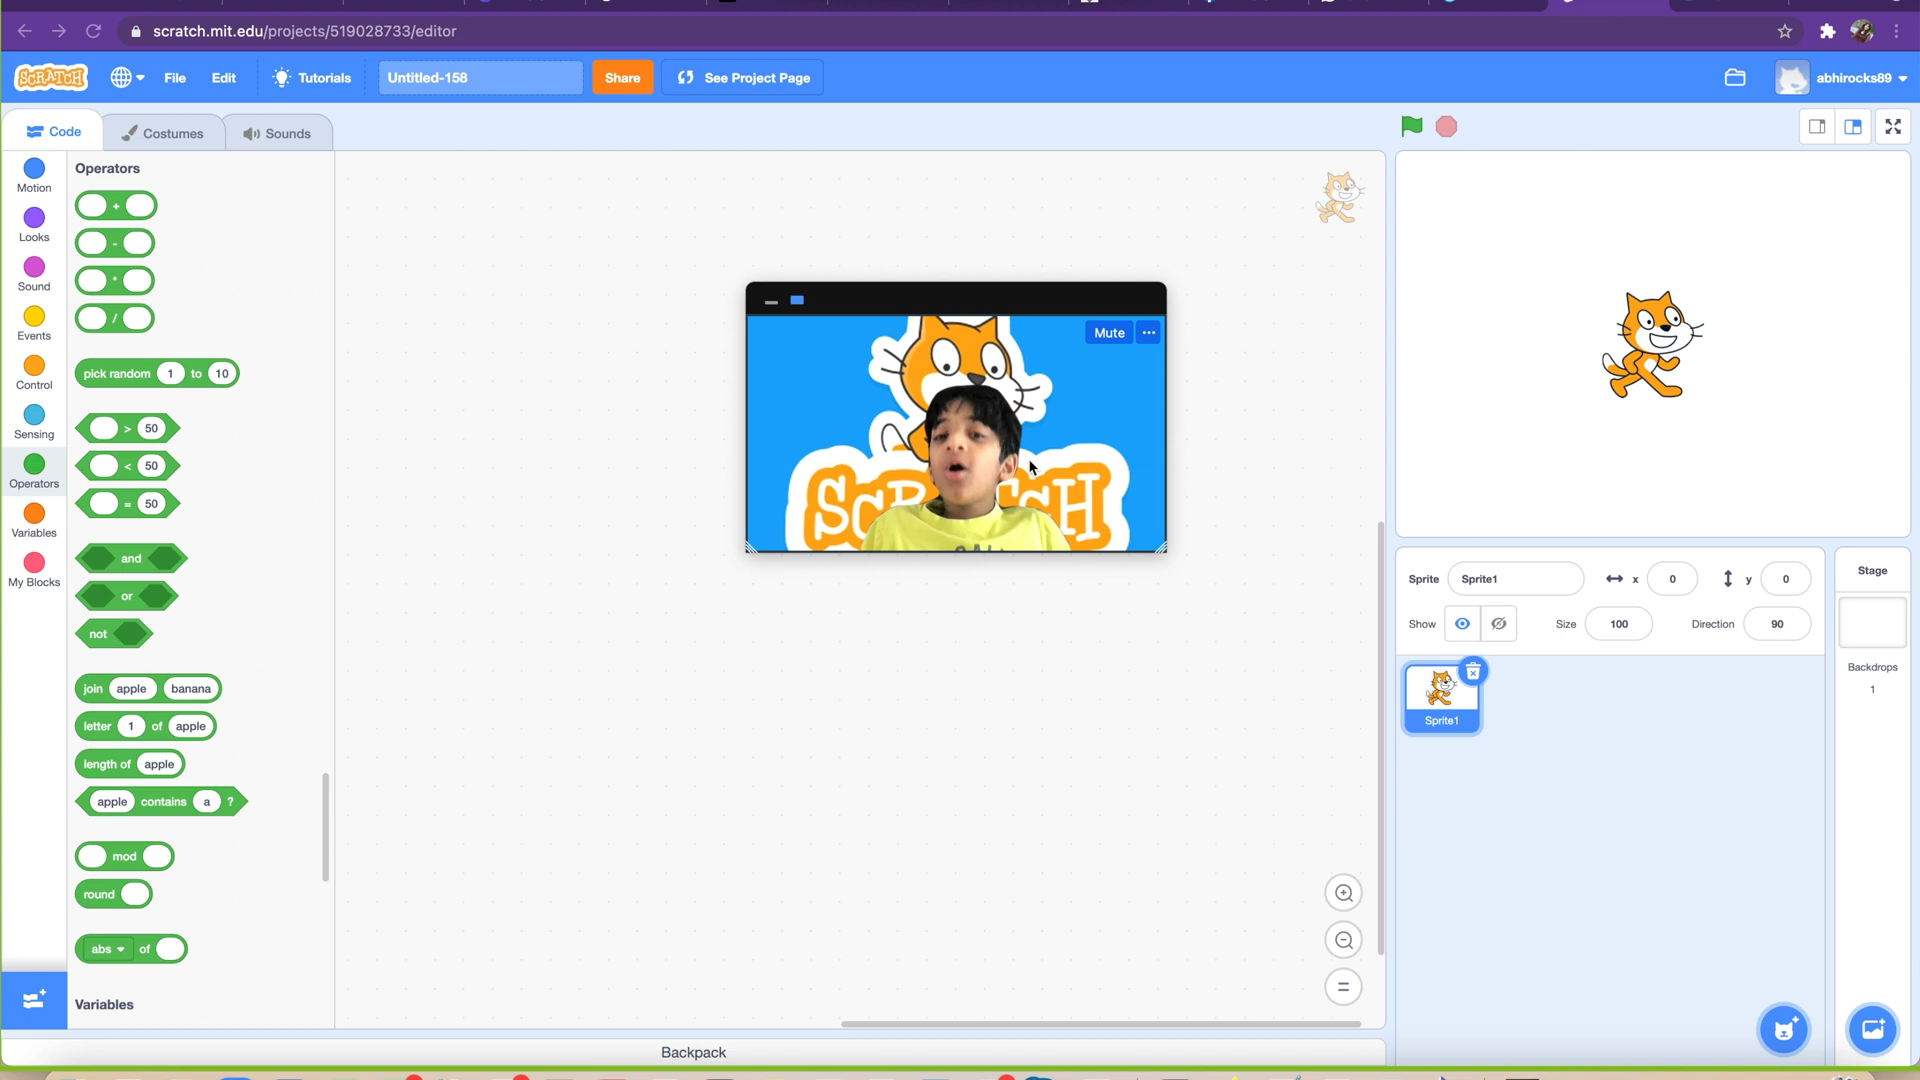 scratch.mit.edu/projects/519028733/editor
SCRATCH
File
Edit
Tutorials
Untitled-158
Share
See Project Page
abhirocks89
Code
Costumes
Sounds
Motion
Looks
Sound
Events
Control
Sensing
Operators
Variables
My Blocks
Operators
+
-
*
/
pick random 1 to 10
> 50
< 50
= 50
and
or
not
join apple banana
letter 1 of apple
length of apple
apple contains a ?
mod
round
abs of
Variables
Mute
Sprite Sprite1 x 0 y 0
Show Size 100 Direction 90
Sprite1
Stage
Backdrops
1
Backpack